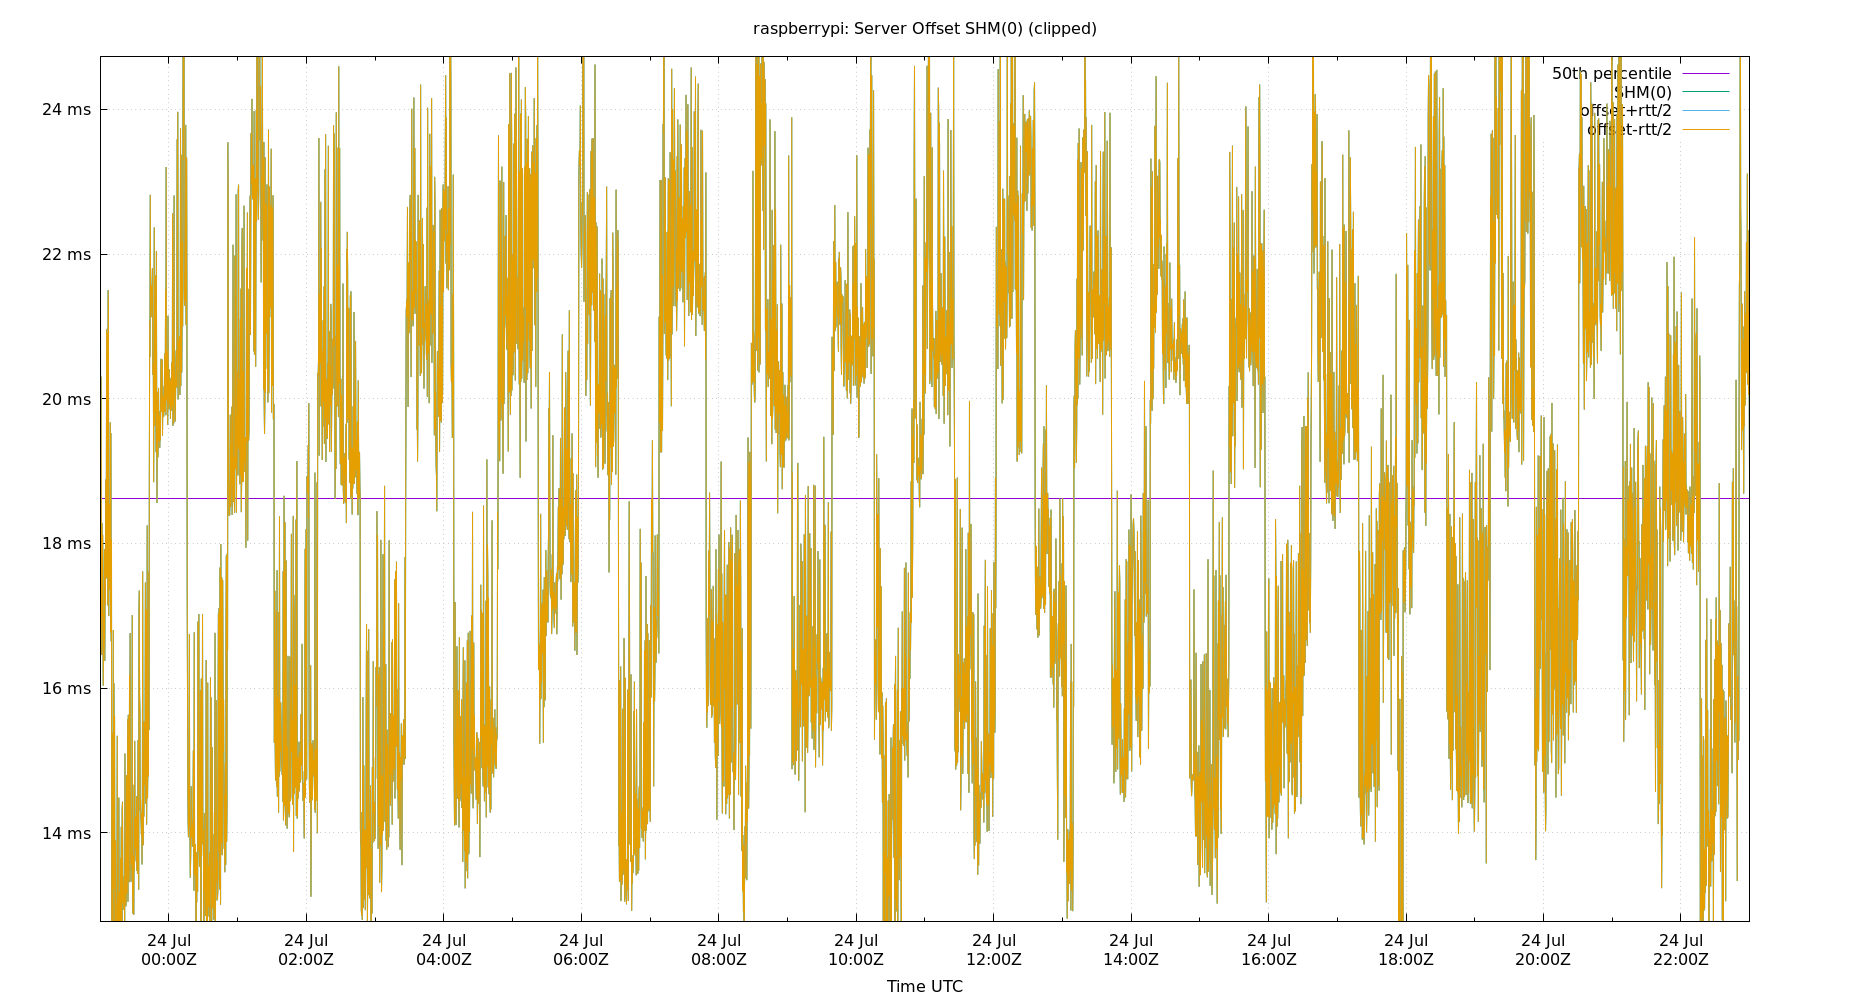 raspberrypi: Server Offset SHM(0) (clipped)
50th percentile
SHM(0)
offset+rtt/2
offset-rtt/2
24 ms
22 ms
20 ms
18 ms
16 ms
14 ms
24 Jul 24 Jul 24 Jul 24 Jul 24 Jul 24 Jul 24 Jul 24 Jul 24 Jul 24 Jul 24 Jul 24 Jul
00:00Z 02:00Z 04:00Z 06:00Z 08:00Z 10:00Z 12:00Z 14:00Z 16:00Z 18:00Z 20:00Z 22:00Z
Time UTC